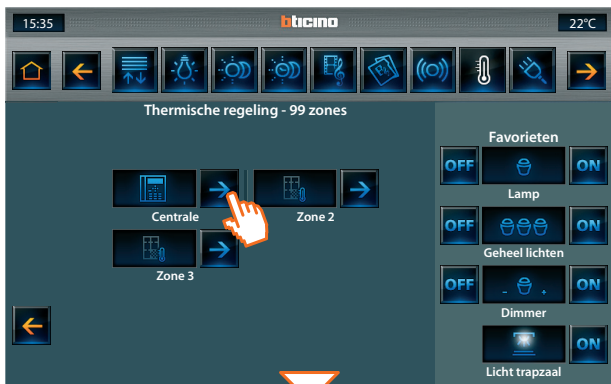 15:35
bticino
22°C
Thermische regeling - 99 zones
Favorieten
OFF
ON
Lamp
Centrale
Zone 2
OFF
ON
Geheel lichten
Zone 3
OFF
- +
ON
Dimmer
ON
Licht trapzaal